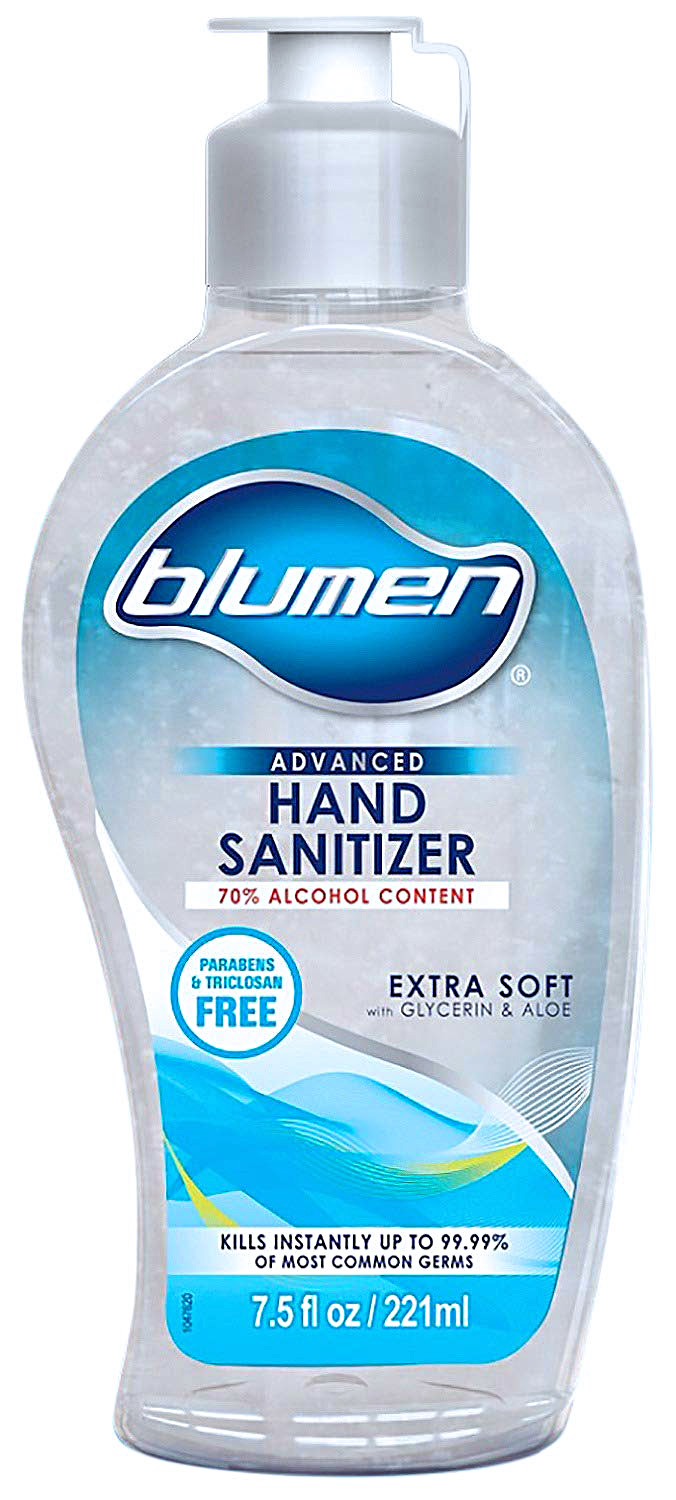 blumen
®
ADVANCED
HAND
SANITIZER
70% ALCOHOL CONTENT
PARABENS
& TRICLOSAN
FREE
EXTRA SOFT
with GLYCERIN & ALOE
KILLS INSTANTLY UP TO 99.99%
OF MOST COMMON GERMS
7.5 fl oz / 221ml
1047620